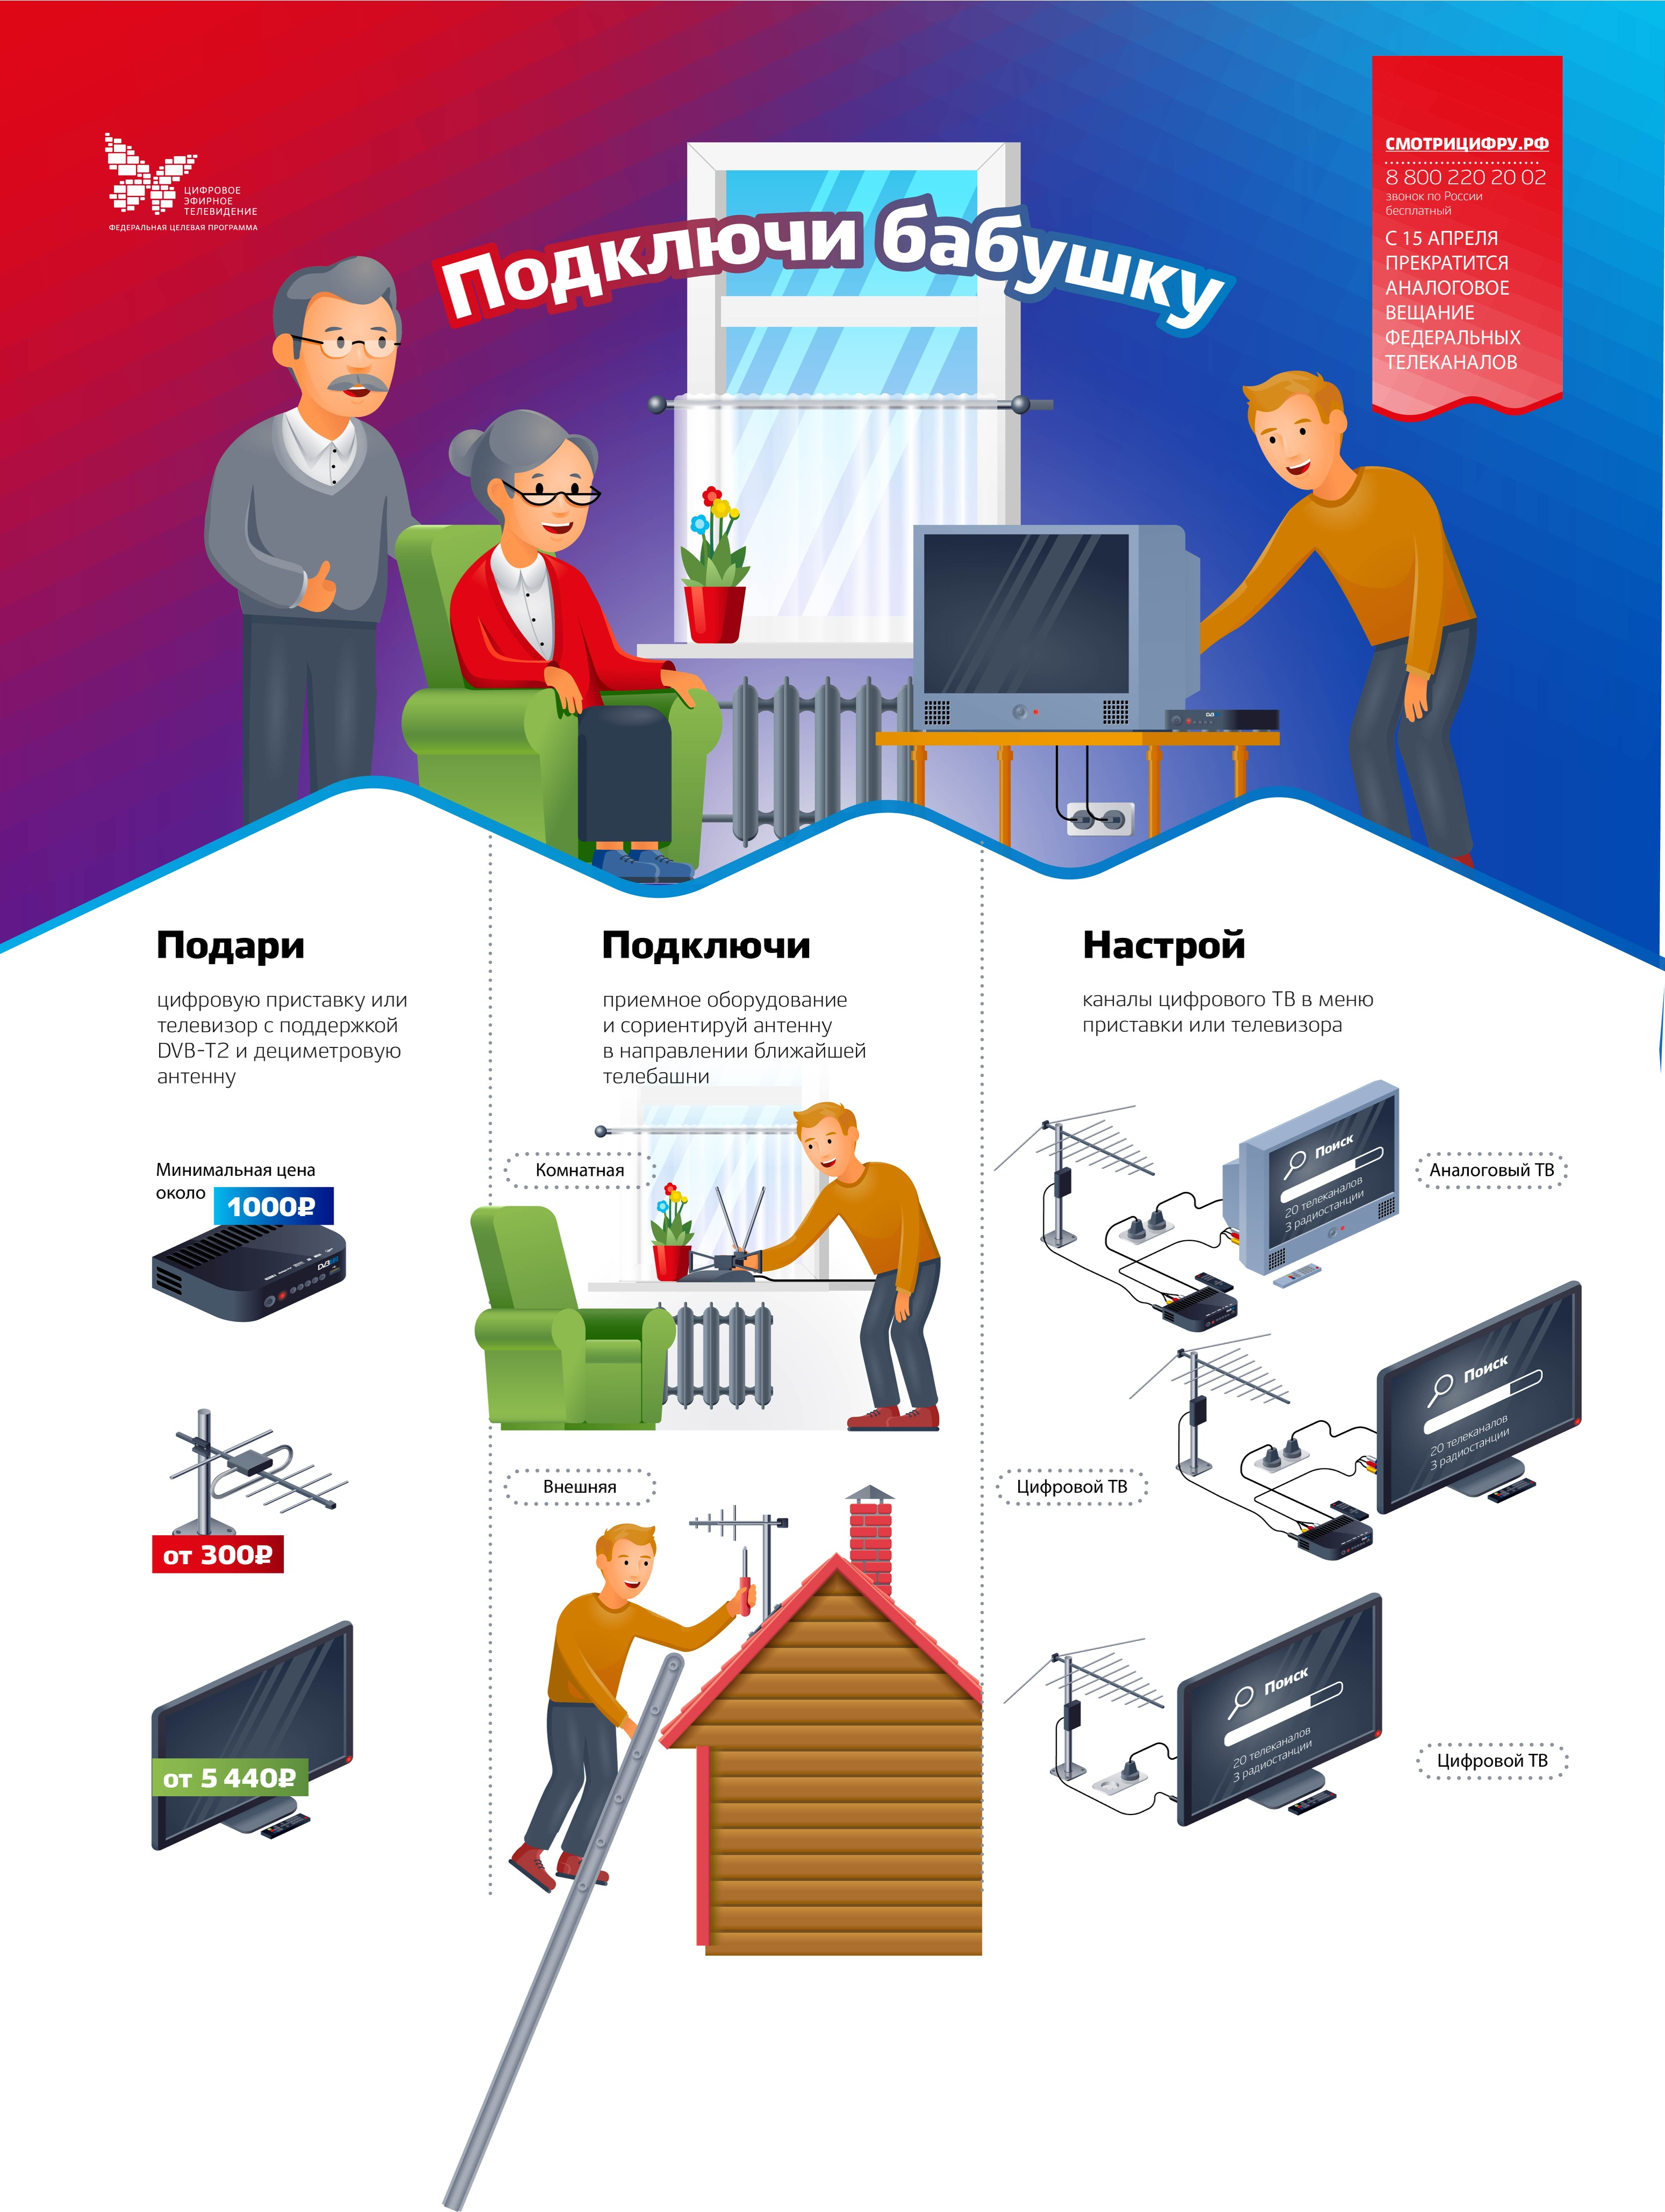 ЦИФРОВОЕ
ЭФИРНОЕ
ТЕЛЕВИДЕНИЕ
ФЕДЕРАЛЬНАЯ ЦЕЛЕВАЯ ПРОГРАММА
СМОТРИЦИФРУ.РФ
8 800 220 20 02
звонок по России
бесплатный
С 15 АПРЕЛЯ
ПРЕКРАТИТСЯ
АНАЛОГОВОЕ
ВЕЩАНИЕ
ФЕДЕРАЛЬНЫХ
ТЕЛЕКАНАЛОВ
Подключи бабушку
Подари
цифровую приставку или
телевизор с поддержкой
DVB-T2 и дециметровую
антенну
Минимальная цена
около 1000₽
от 300₽
от 5 440₽
Подключи
приемное оборудование
и сориентируй антенну
в направлении ближайшей
телебашни
Комнатная
Внешняя
Настрой
каналы цифрового ТВ в меню
приставки или телевизора
Поиск
20 телеканалов
3 радиостанции
Аналоговый ТВ
Поиск
20 телеканалов
3 радиостанции
Цифровой ТВ
Поиск
20 телеканалов
3 радиостанции
Цифровой ТВ